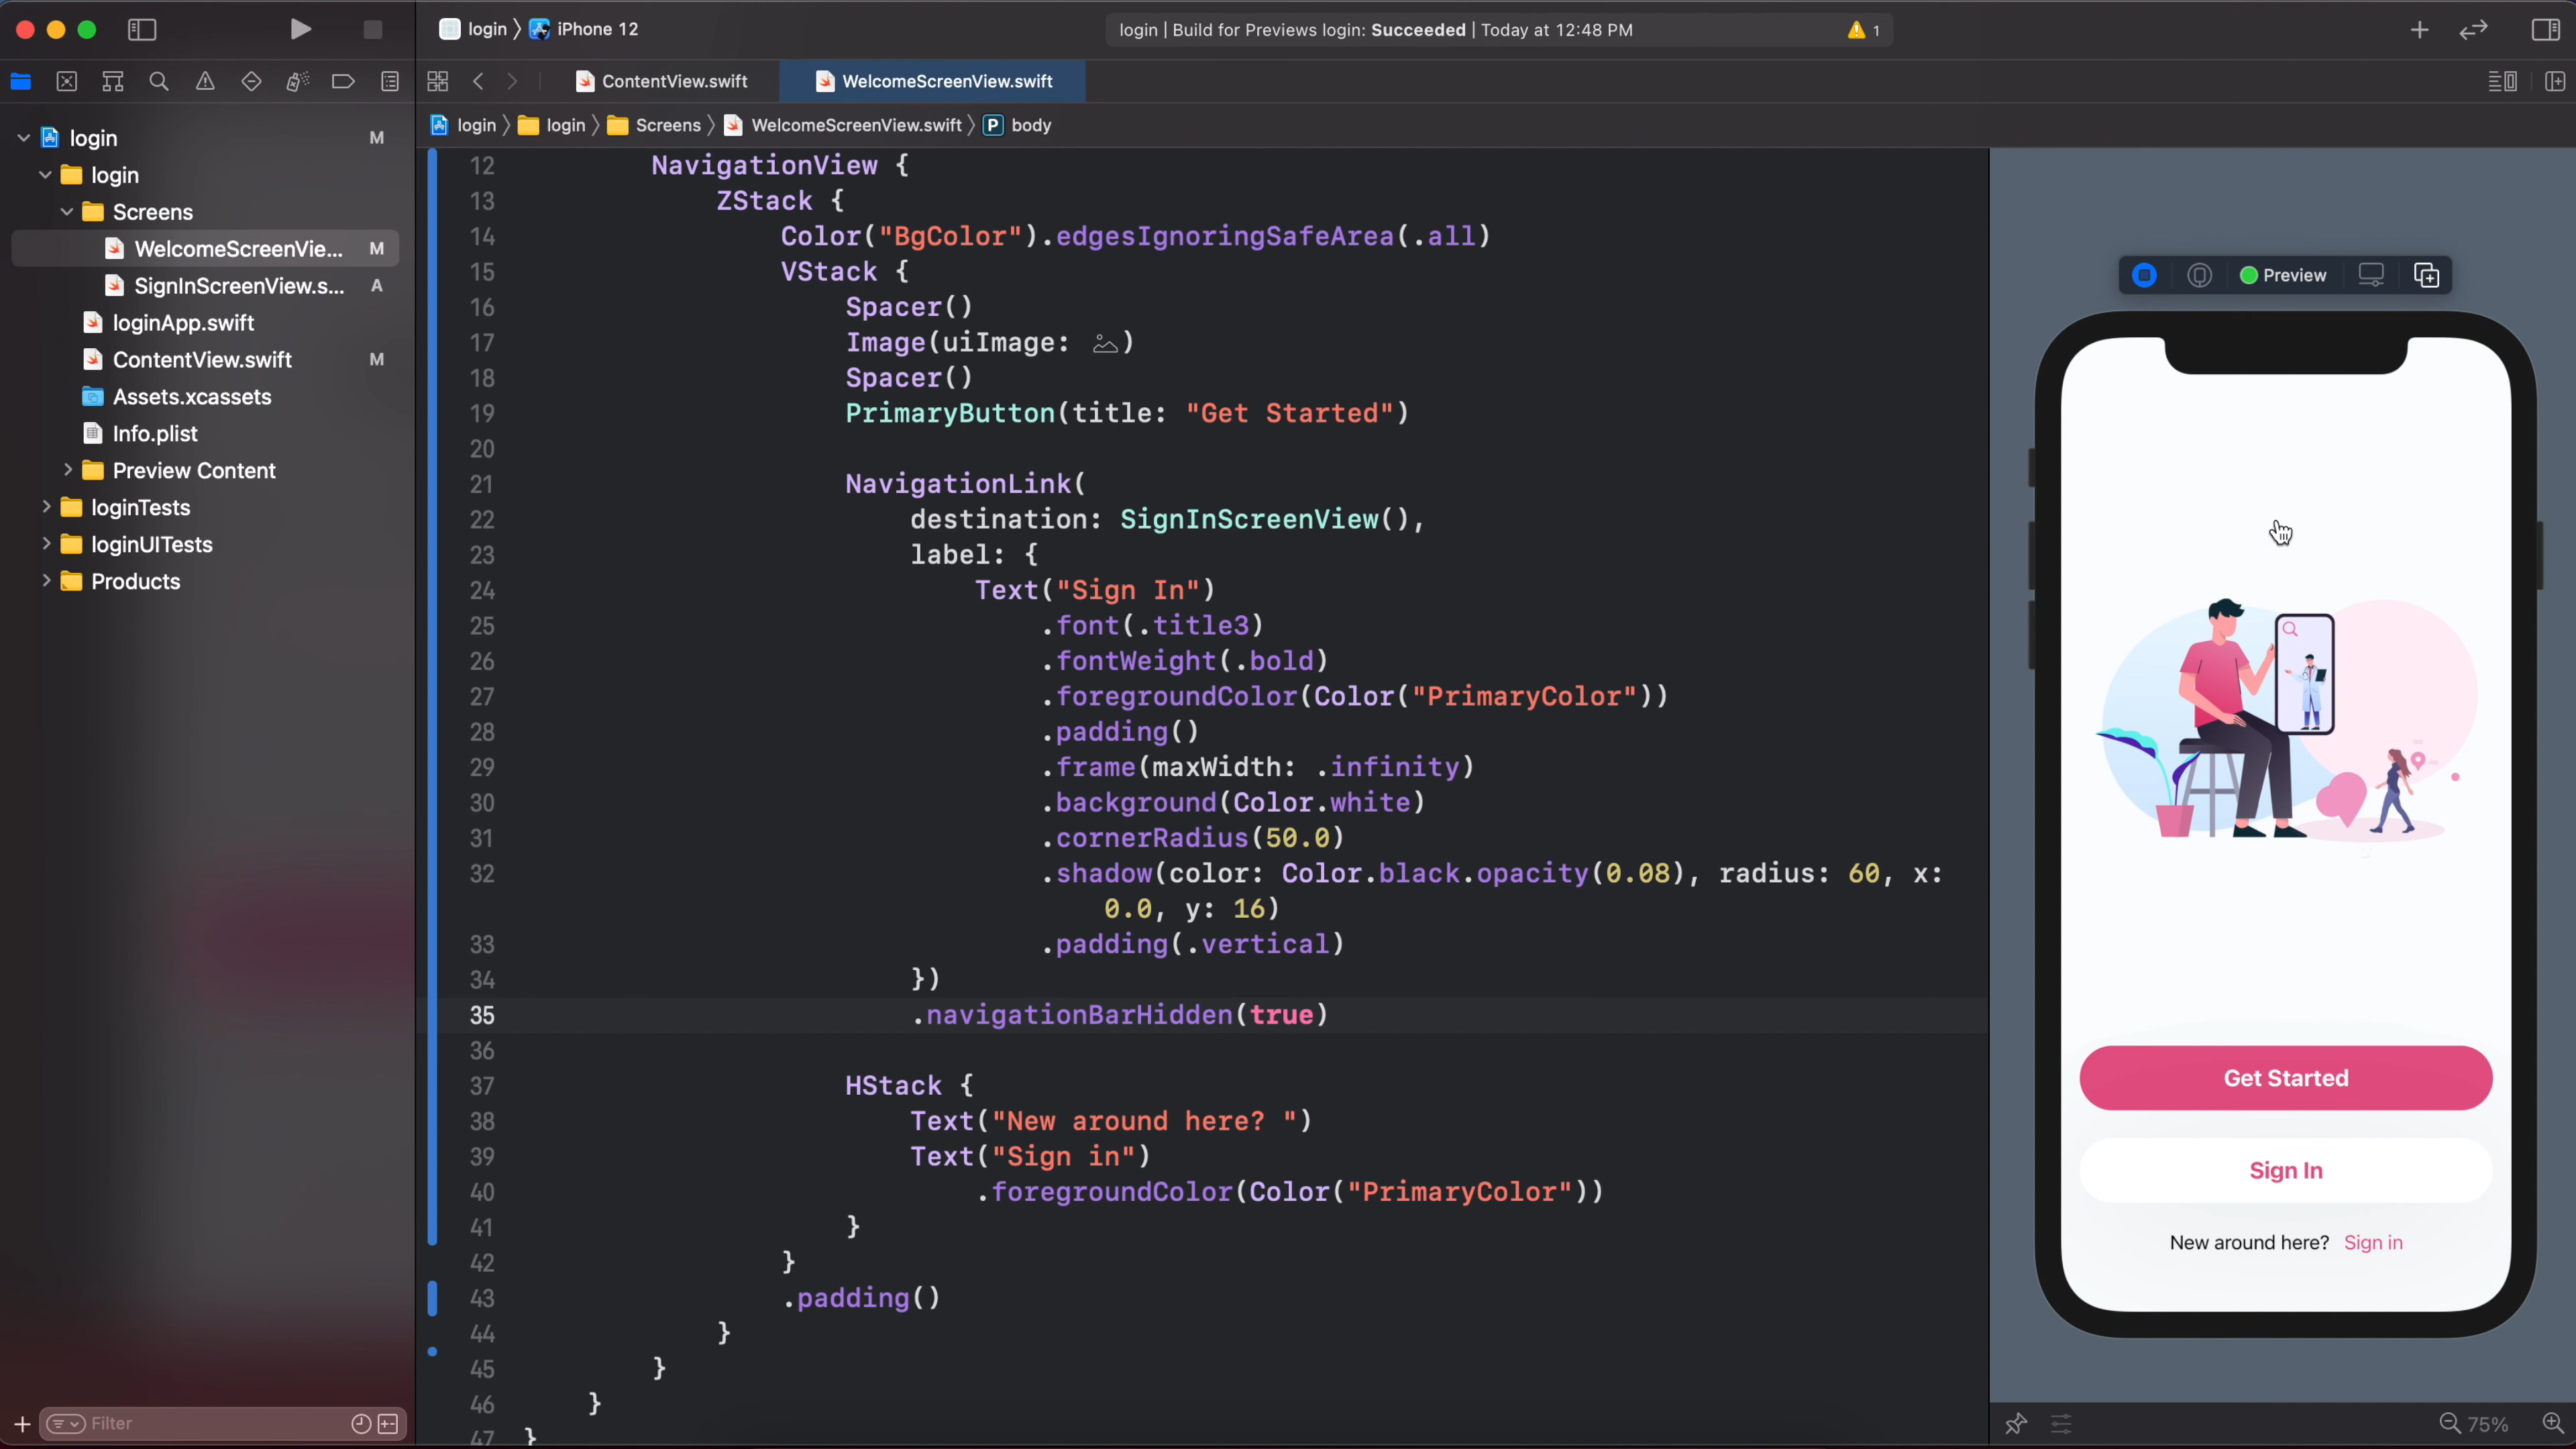 login 〉 iPhone 12
login | Build for Previews login: Succeeded | Today at 12:48 PM
1
ContentView.swift
WelcomeScreenView.swift
login 〉 login 〉 Screens 〉 WelcomeScreenView.swift 〉 P body
login M
login
Screens
WelcomeScreenVie... M
SignInScreenView.s... A
loginApp.swift
ContentView.swift M
Assets.xcassets
Info.plist
Preview Content
loginTests
loginUITests
Products
Filter
12 NavigationView {
13 ZStack {
14 Color("BgColor").edgesIgnoringSafeArea(.all)
15 VStack {
16 Spacer()
17 Image(uiImage: )
18 Spacer()
19 PrimaryButton(title: "Get Started")
20
21 NavigationLink(
22 destination: SignInScreenView(),
23 label: {
24 Text("Sign In")
25 .font(.title3)
26 .fontWeight(.bold)
27 .foregroundColor(Color("PrimaryColor"))
28 .padding()
29 .frame(maxWidth: .infinity)
30 .background(Color.white)
31 .cornerRadius(50.0)
32 .shadow(color: Color.black.opacity(0.08), radius: 60, x:
0.0, y: 16)
33 .padding(.vertical)
34 })
35 .navigationBarHidden(true)
36
37 HStack {
38 Text("New around here? ")
39 Text("Sign in")
40 .foregroundColor(Color("PrimaryColor"))
41 }
42 }
43 .padding()
44 }
45 }
46 }
47 }
Preview
Get Started
Sign In
New around here? Sign in
75%